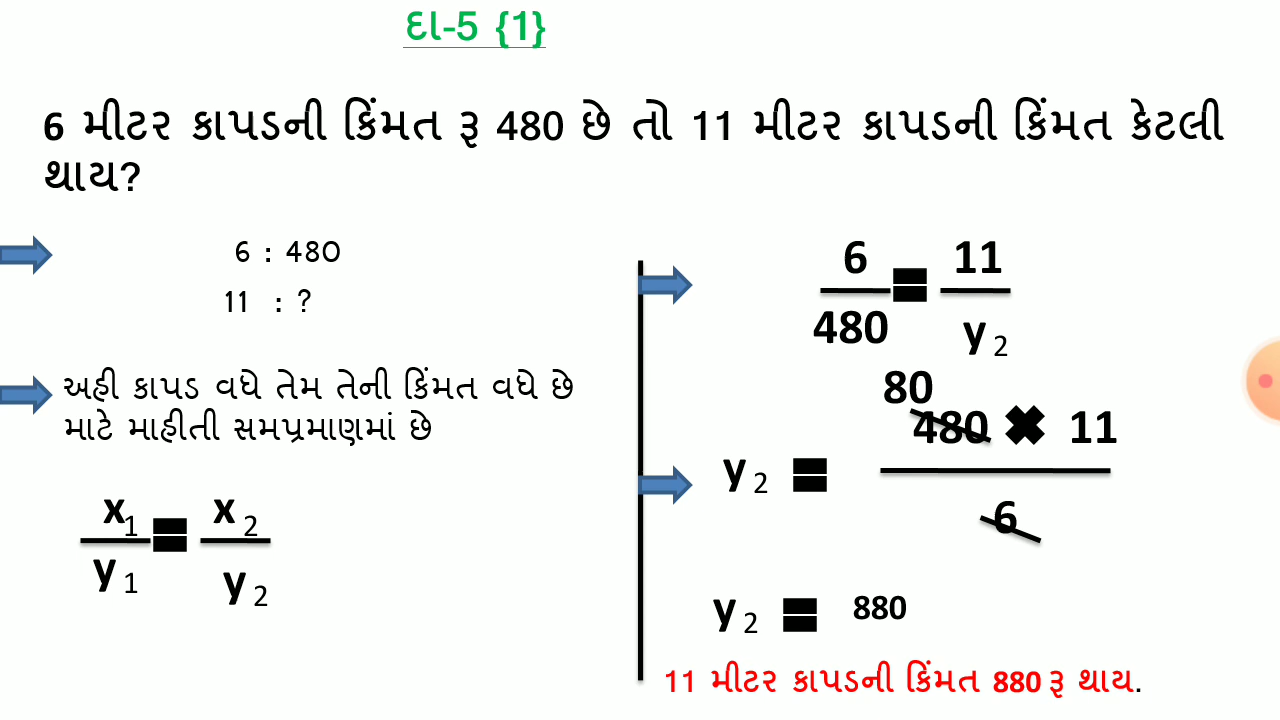 દા-5 {1}
6 મીટર કાપડની કિંમત રૂ 480 છે તો 11 મીટર કાપડની કિંમત કેટલી
થાય?
6 : 480
11 : ?
અહી કાપડ વધે તેમ તેની કિંમત વધે છે
માટે માહીતી સમપ્રમાણમાં છે
x1 = x2
y1 y2
6 = 11
480 y2
80
480 ✖ 11
y2 =
6
y2 = 880
11 મીટર કાપડની કિંમત 880 રૂ થાય.